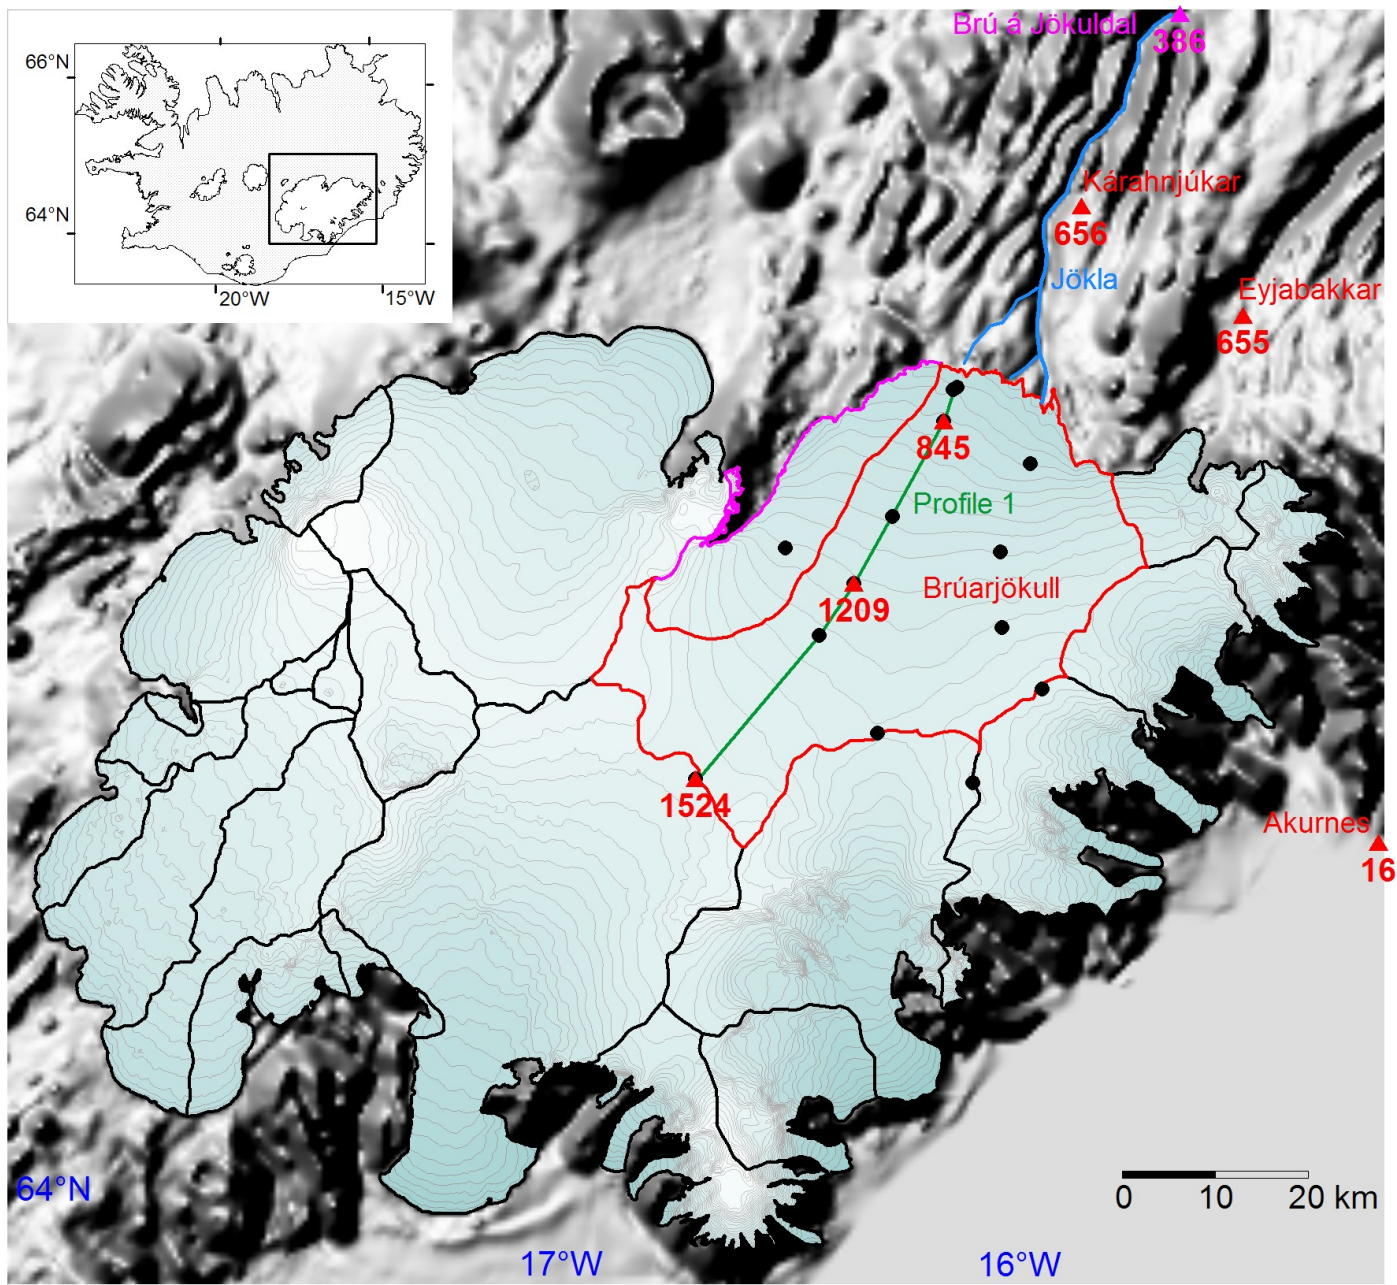 Brú á Jökuldal
386
66°N
64°N
20°W
15°W
Kárahnjúkar
656
Jökla
Eyjabakkar
655
845
Profile 1
Brúarjökull
1209
1524
Akurnes
16
64°N
0 10 20 km
17°W
16°W